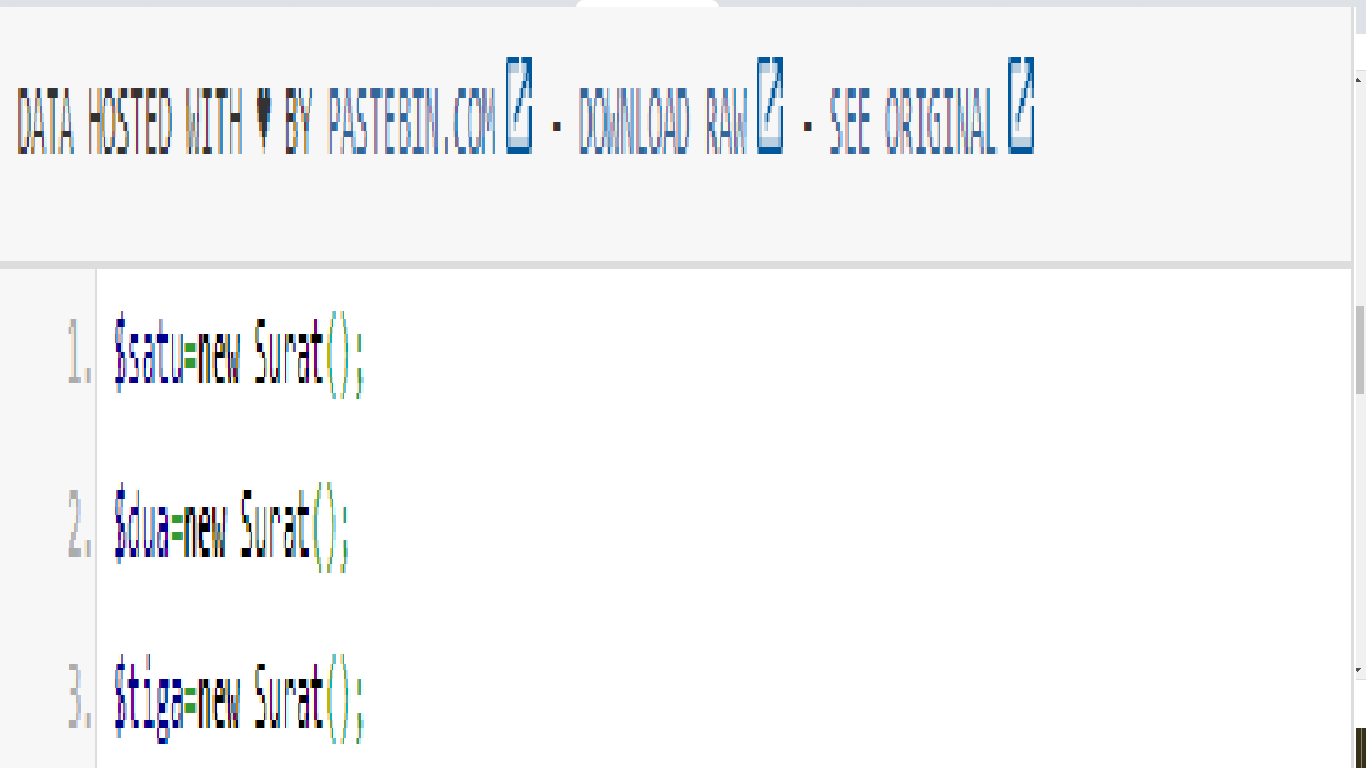 DATA HOSTED WITH ♥ BY PASTEBIN.COM - DOWNLOAD RAW - SEE ORIGINAL
1. $satu=new Surat();
2. $dua=new Surat();
3. $tiga=new Surat();